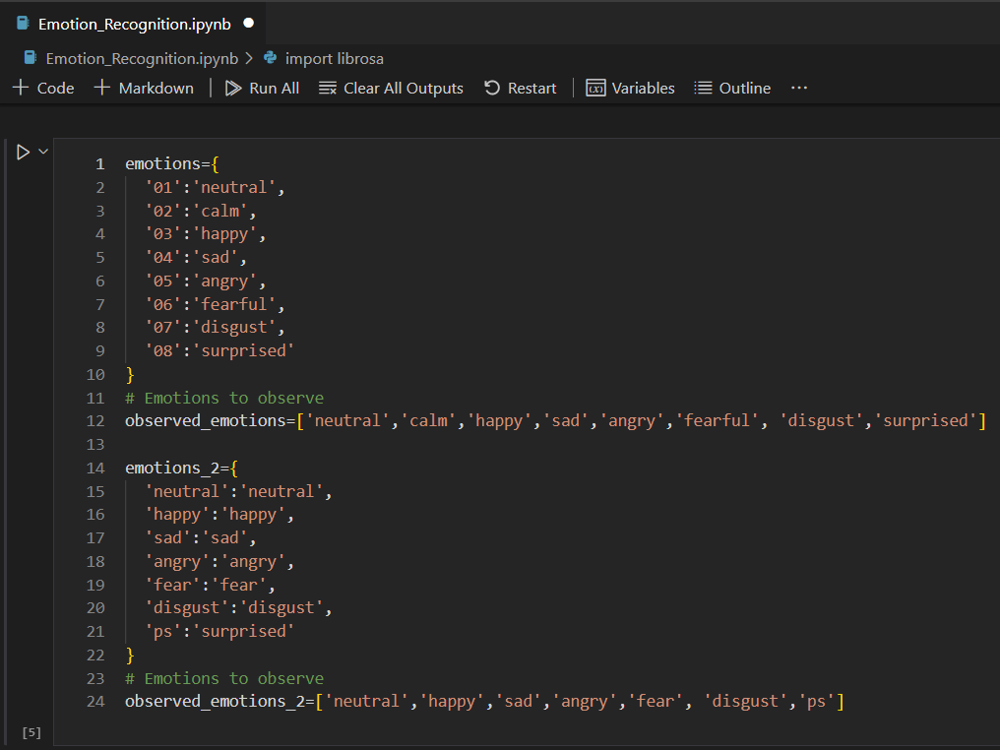 Emotion_Recognition.ipynb
Emotion_Recognition.ipynb > import librosa
+ Code + Markdown | Run All Clear All Outputs Restart | Variables Outline ...
1 emotions={
2 '01':'neutral',
3 '02':'calm',
4 '03':'happy',
5 '04':'sad',
6 '05':'angry',
7 '06':'fearful',
8 '07':'disgust',
9 '08':'surprised'
10 }
11 # Emotions to observe
12 observed_emotions=['neutral','calm','happy','sad','angry','fearful', 'disgust','surprised']
13
14 emotions_2={
15 'neutral':'neutral',
16 'happy':'happy',
17 'sad':'sad',
18 'angry':'angry',
19 'fear':'fear',
20 'disgust':'disgust',
21 'ps':'surprised'
22 }
23 # Emotions to observe
24 observed_emotions_2=['neutral','happy','sad','angry','fear', 'disgust','ps']
[5]